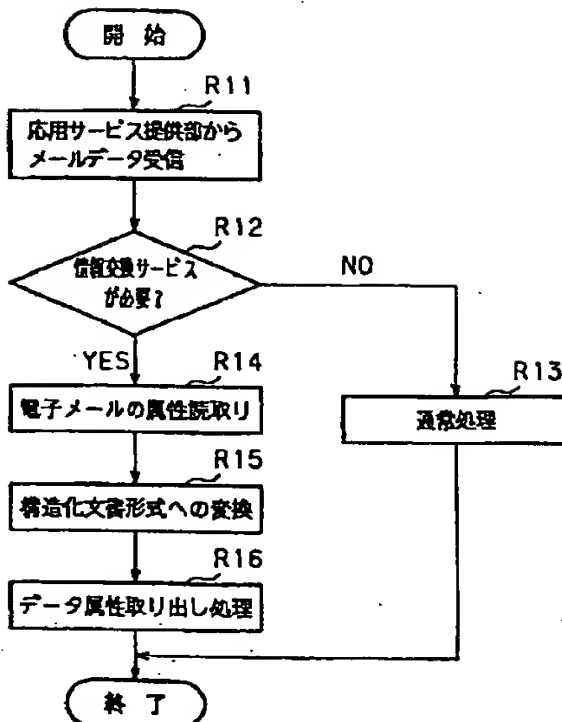 開始
R11
応用サービス提供部から
メールデータ受信
R12
情報交換サービス
が必要?
NO
YES
R14
R13
電子メールの属性読取り
通常処理
R15
構造化文書形式への変換
R16
データ属性取り出し処理
終了